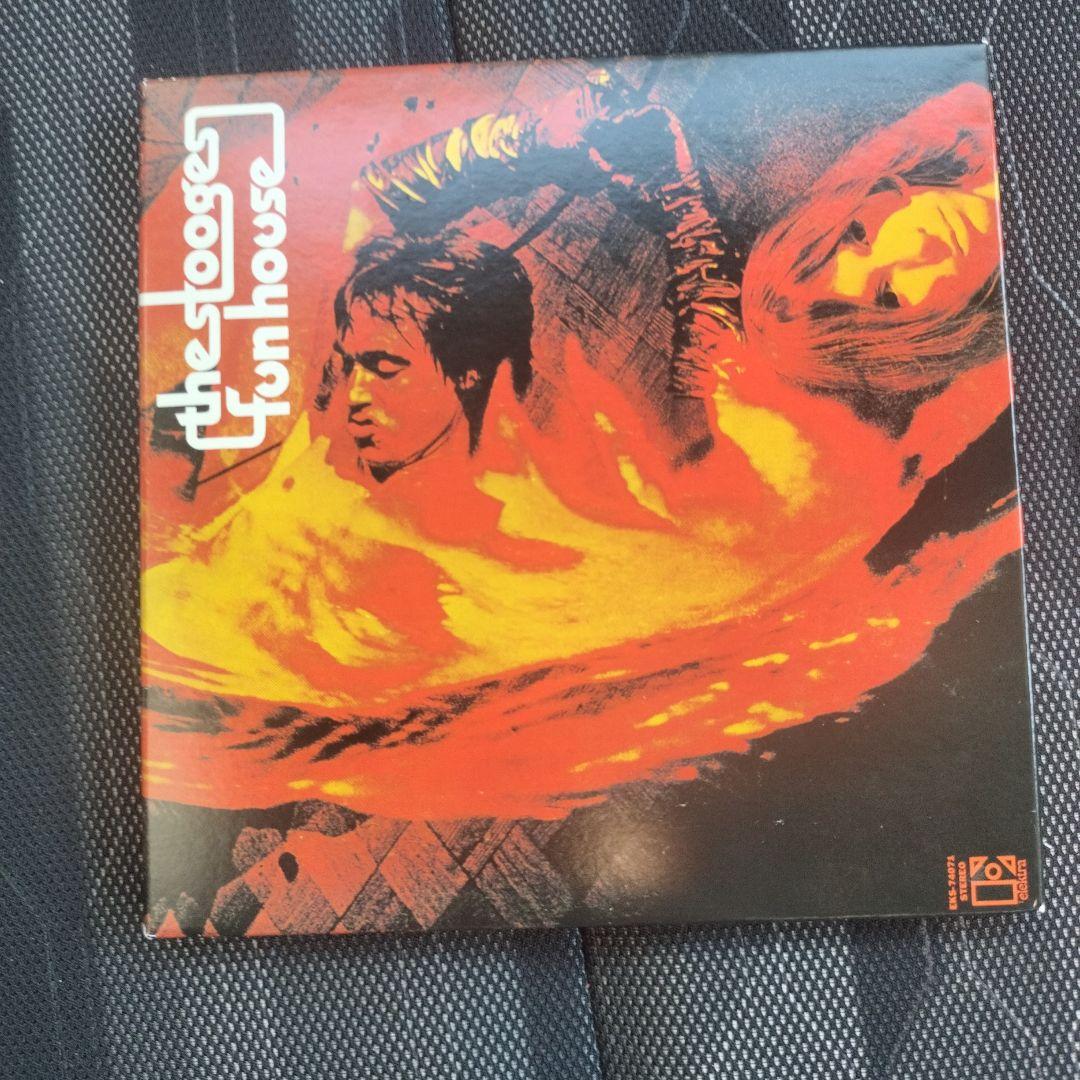 the stooges
fun house
EKS-74071
STEREO
elektra